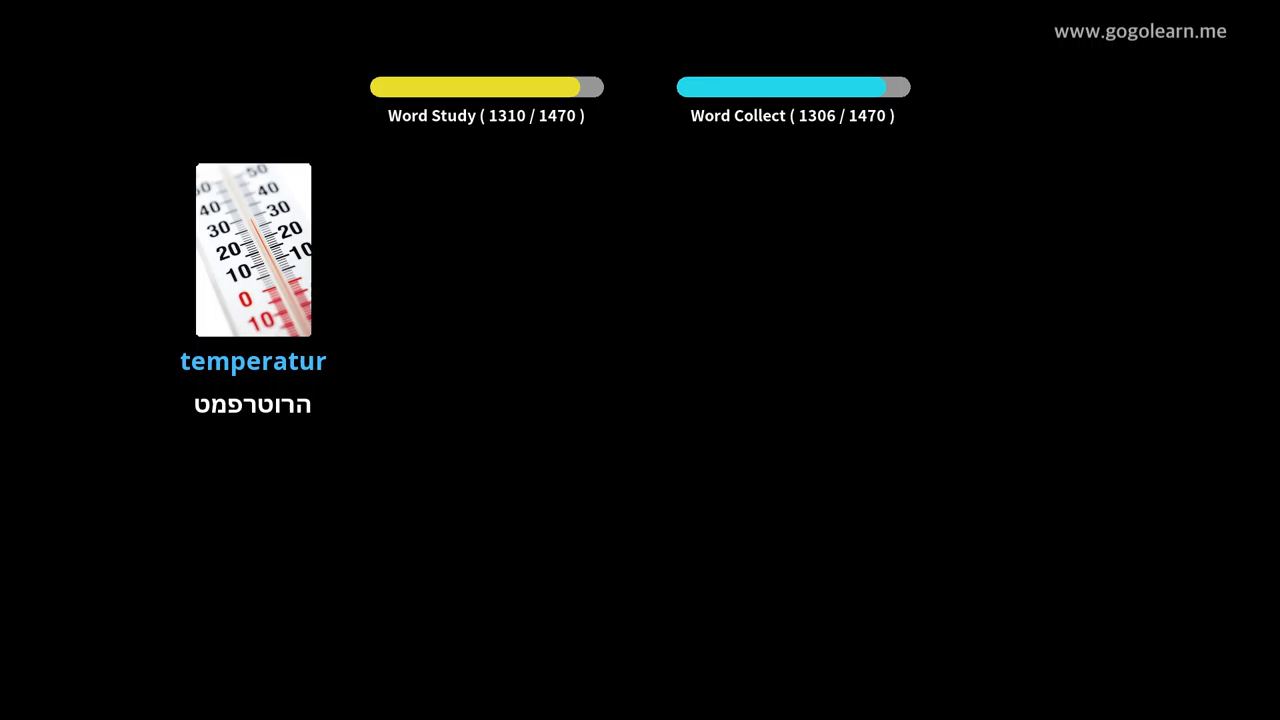 www.gogolearn.me
Word Study ( 1310 / 1470 )
Word Collect ( 1306 / 1470 )
50
50 40
40 30
30 20
20 10
10
0
10
temperatur
הרוטרפמט